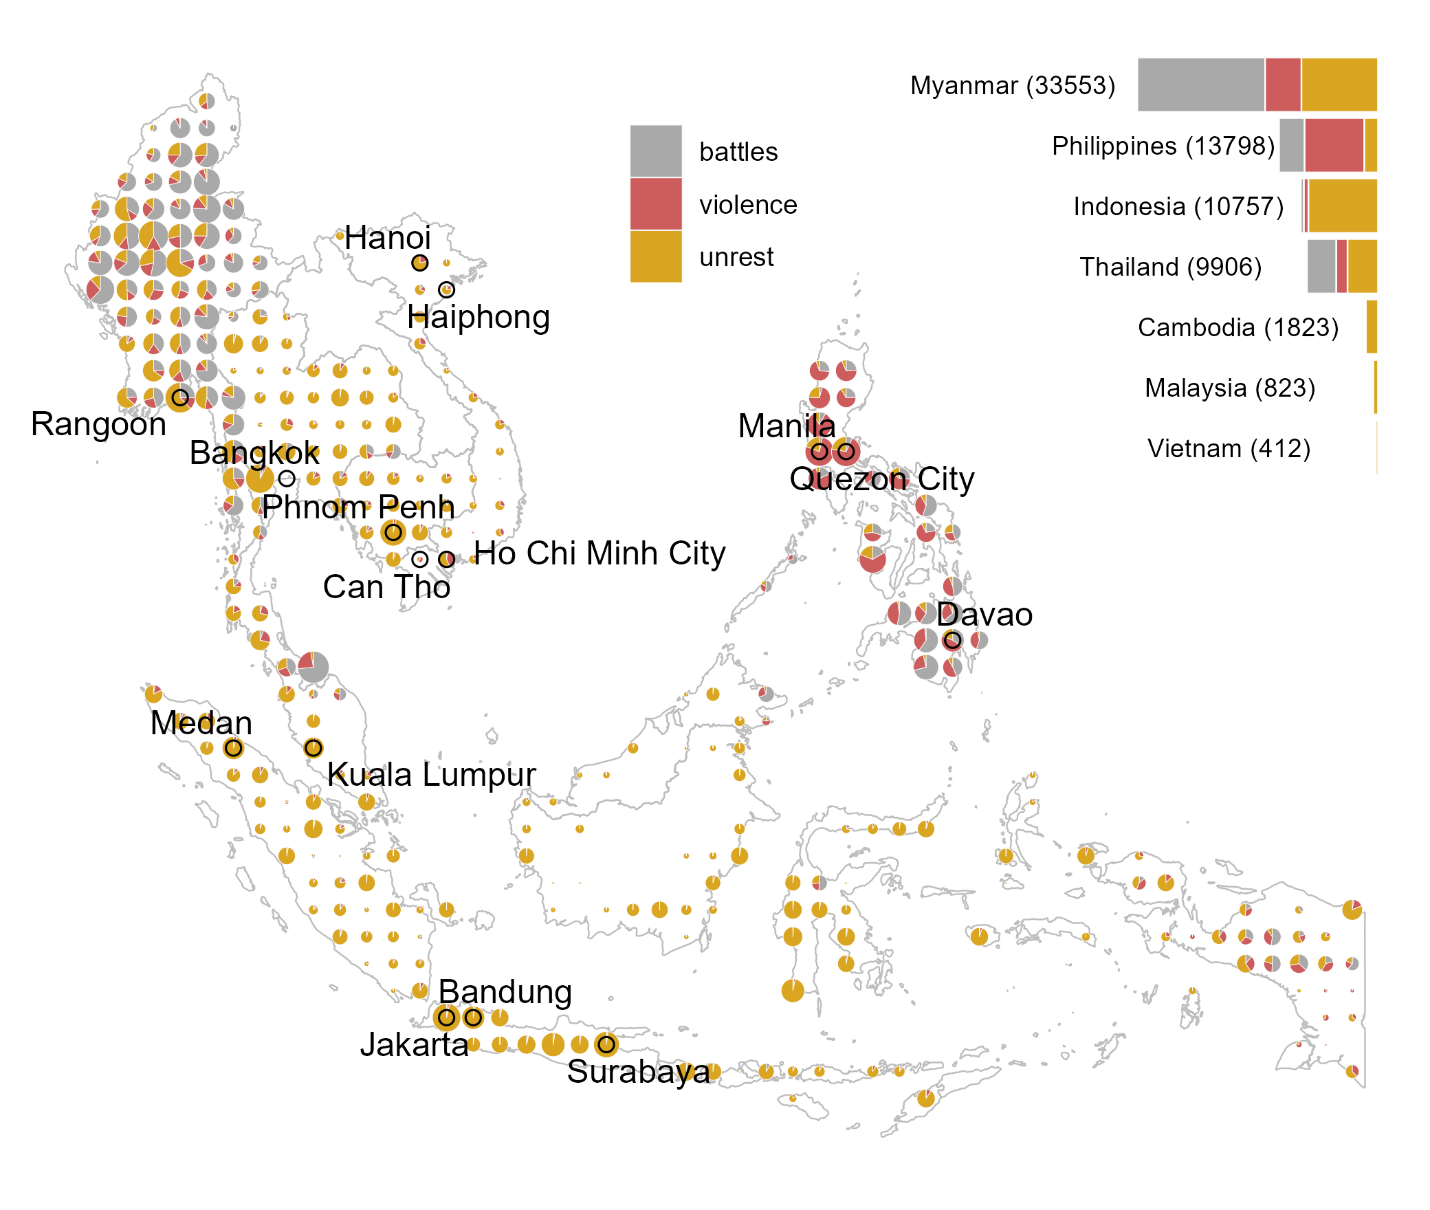 Myanmar (33553)
Philippines (13798)
Indonesia (10757)
Thailand (9906)
Cambodia (1823)
Malaysia (823)
Vietnam (412)
battles
violence
unrest
Hanoi
Haiphong
Rangoon
Bangkok
Manila
Quezon City
Phnom Penh
Ho Chi Minh City
Can Tho
Davao
Medan
Kuala Lumpur
Bandung
Jakarta
Surabaya